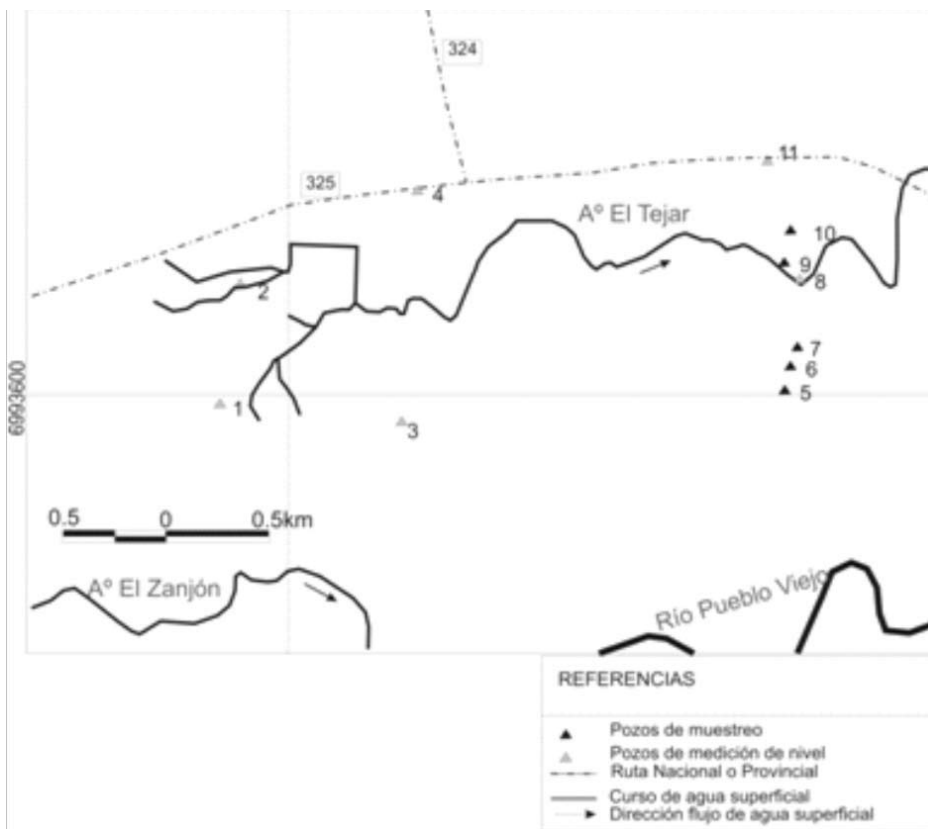 324
11
325
4
Aº El Tejar
10
9
8
2
7
6
5
6993600
1
3
0.5 0 0.5km
Aº El Zanjón
Río Pueblo Viejo
REFERENCIAS
Pozos de muestreo
Pozos de medición de nivel
Ruta Nacional o Provincial
Curso de agua superficial
Dirección flujo de agua superficial